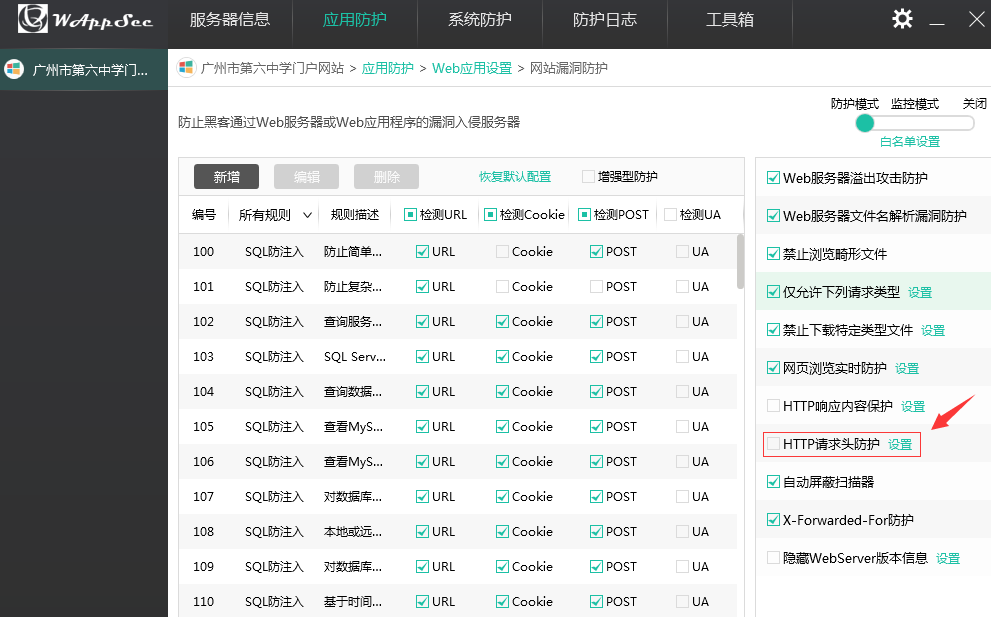 WAppSec 服务器信息 应用防护 系统防护 防护日志 工具箱
广州市第六中学门...
广州市第六中学门户网站 > 应用防护 > Web应用设置 > 网站漏洞防护
防护模式 监控模式 关闭
防止黑客通过Web服务器或Web应用程序的漏洞入侵服务器
白名单设置
新增 编辑 删除 恢复默认配置 增强型防护
编号 所有规则 规则描述 检测URL 检测Cookie 检测POST 检测UA
100 SQL防注入 防止简单... URL Cookie POST UA
101 SQL防注入 防止复杂... URL Cookie POST UA
102 SQL防注入 查询服务... URL Cookie POST UA
103 SQL防注入 SQL Serv... URL Cookie POST UA
104 SQL防注入 查询数据... URL Cookie POST UA
105 SQL防注入 查看MyS... URL Cookie POST UA
106 SQL防注入 查看MyS... URL Cookie POST UA
107 SQL防注入 对数据库... URL Cookie POST UA
108 SQL防注入 本地或远... URL Cookie POST UA
109 SQL防注入 对数据库... URL Cookie POST UA
110 SQL防注入 基于时间... URL Cookie POST UA
Web服务器溢出攻击防护
Web服务器文件名解析漏洞防护
禁止浏览畸形文件
仅允许下列请求类型 设置
禁止下载特定类型文件 设置
网页浏览实时防护 设置
HTTP响应内容保护 设置
HTTP请求头防护 设置
自动屏蔽扫描器
X-Forwarded-For防护
隐藏WebServer版本信息 设置